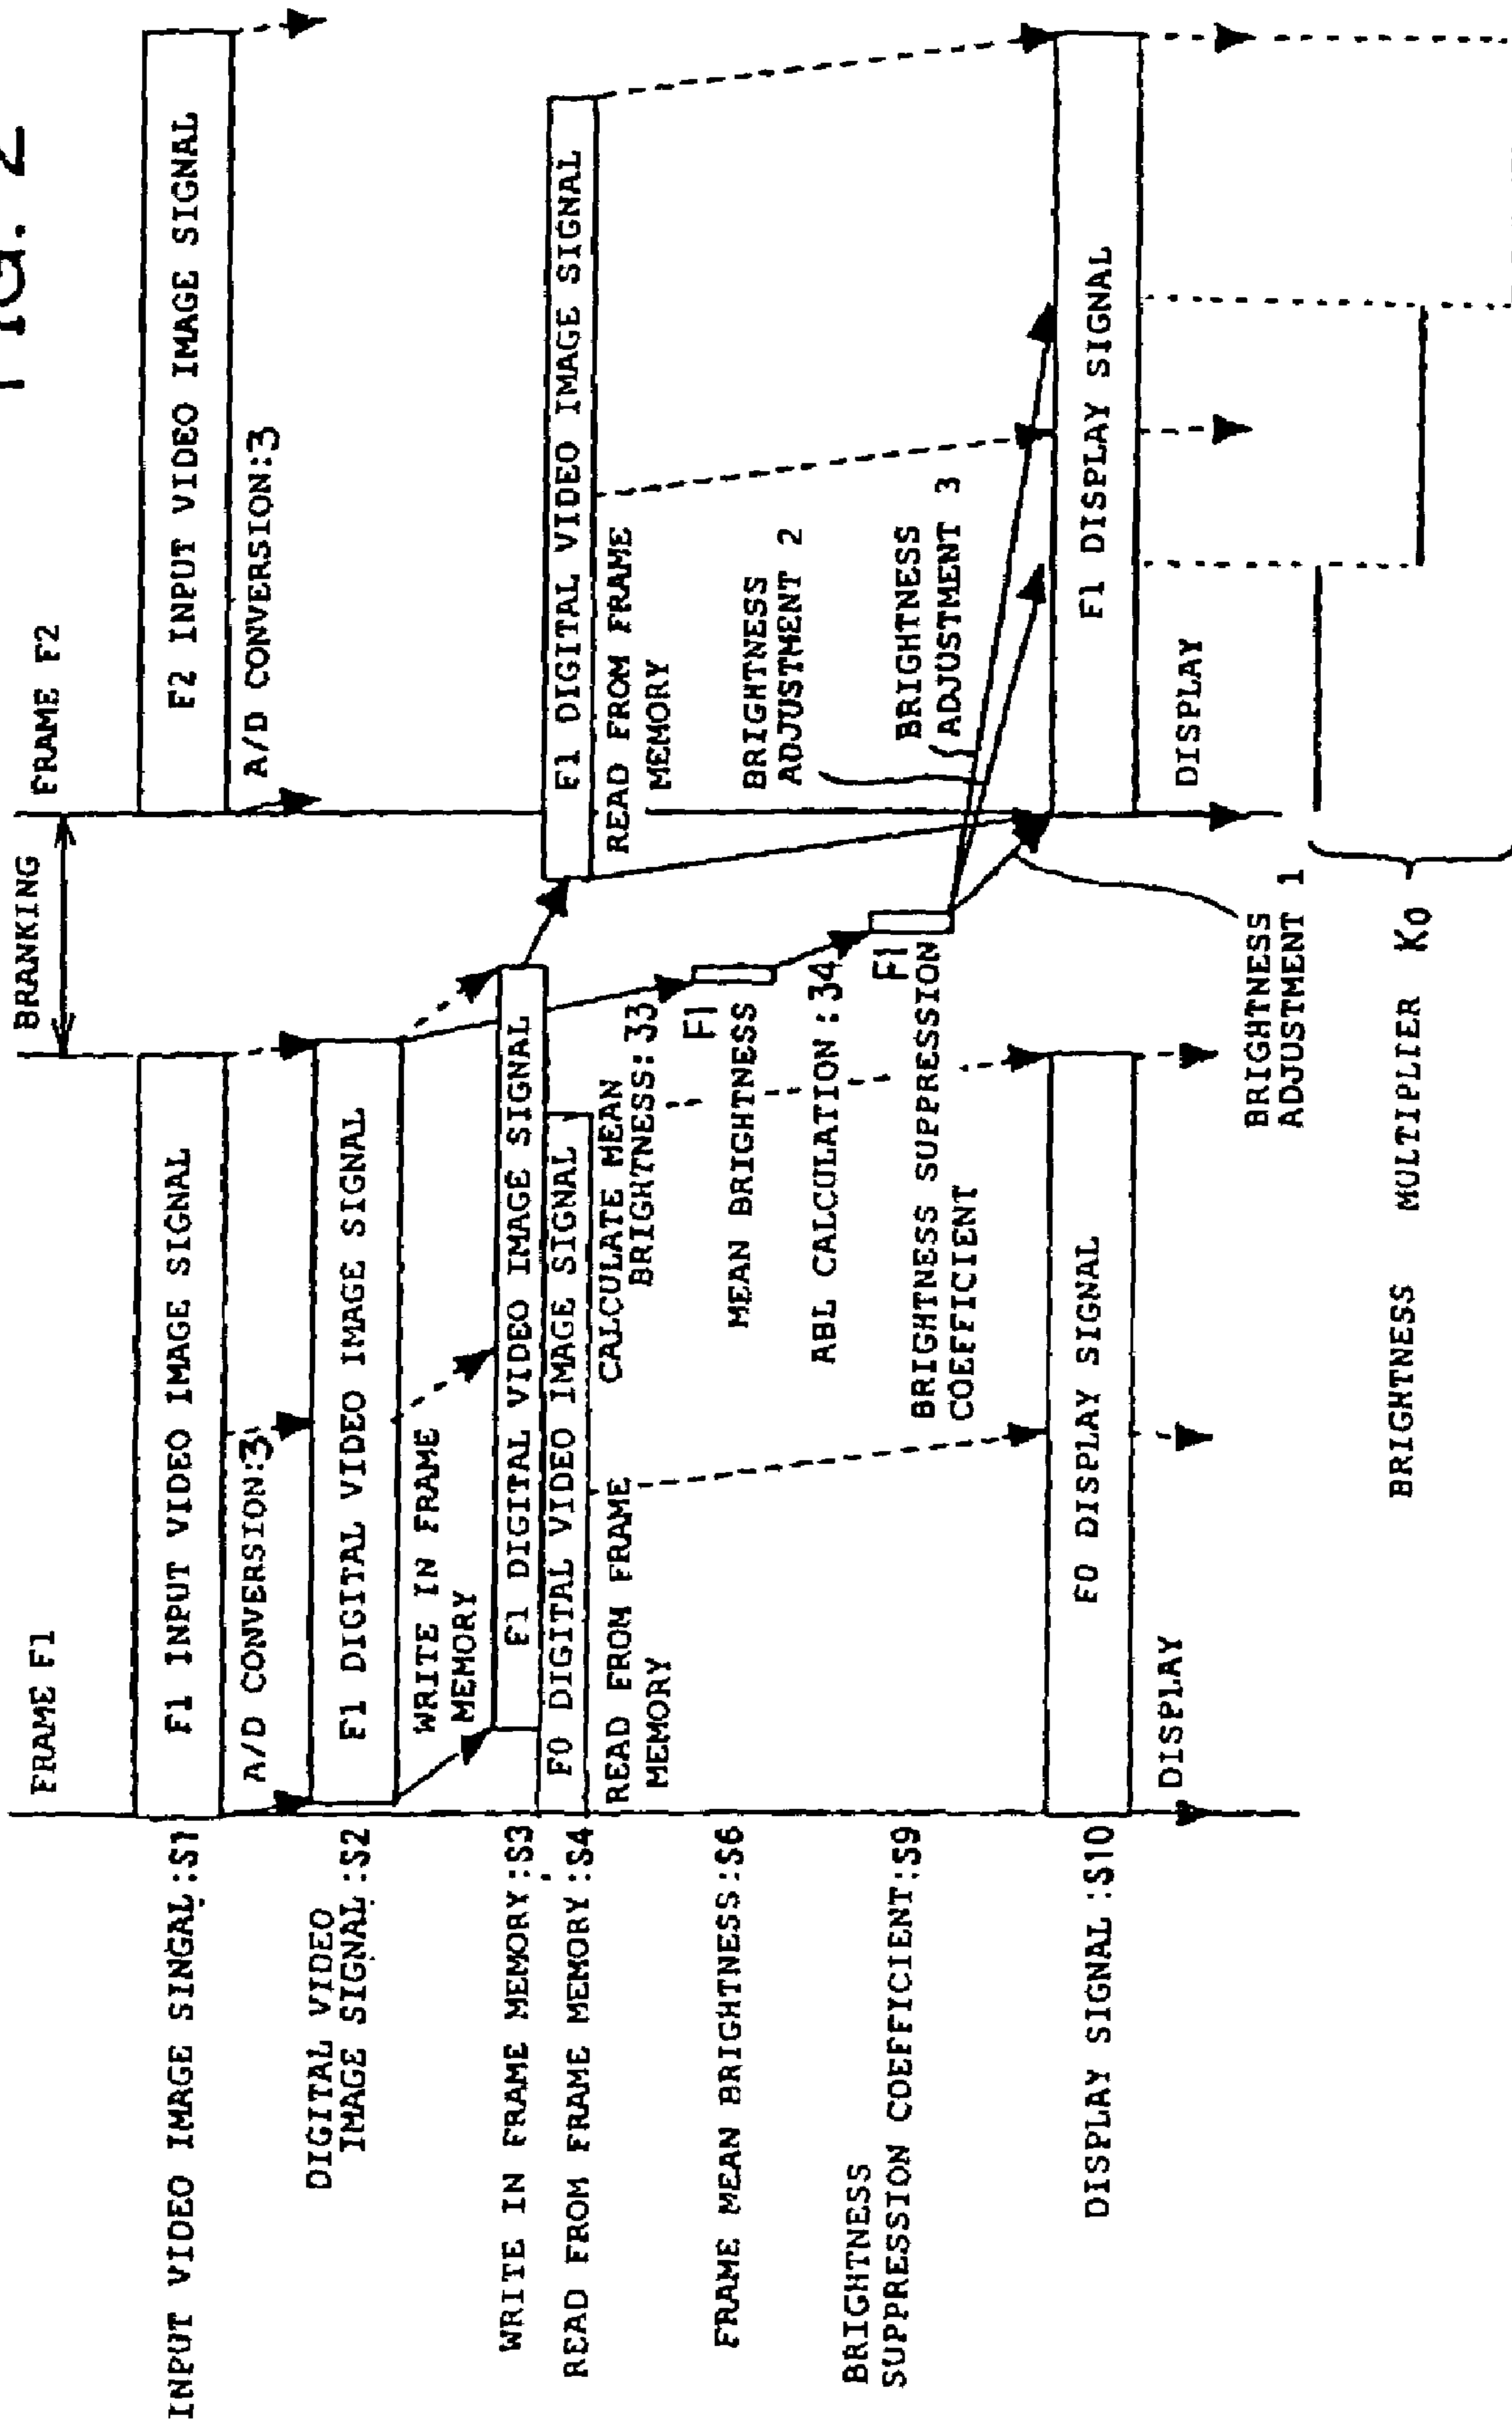 FIG. 2
FRAME F1
BRANKING
FRAME F2
INPUT VIDEO IMAGE SINGAL:S1
F1 INPUT VIDEO IMAGE SIGNAL
F2 INPUT VIDEO IMAGE SIGNAL
A/D CONVERSION:3
A/D CONVERSION:3
DIGITAL VIDEO
IMAGE SIGNAL:S2
F1 DIGITAL VIDEO IMAGE SIGNAL
WRITE IN FRAME
MEMORY
WRITE IN FRAME MEMORY:S3
F1 DIGITAL VIDEO IMAGE SIGNAL
READ FROM FRAME MEMORY:S4
F0 DIGITAL VIDEO IMAGE SIGNAL
F1 DIGITAL VIDEO IMAGE SIGNAL
READ FROM FRAME
MEMORY
CALCULATE MEAN
BRIGHTNESS:33
READ FROM FRAME
MEMORY
FRAME MEAN BRIGHTNESS:S6
F1
MEAN BRIGHTNESS
BRIGHTNESS
ADJUSTMENT 2
ABL CALCULATION:34
BRIGHTNESS
SUPPRESSION COEFFICIENT:S9
F1
BRIGHTNESS SUPPRESSION
COEFFICIENT
BRIGHTNESS
ADJUSTMENT 3
DISPLAY SIGNAL:S10
F0 DISPLAY SIGNAL
F1 DISPLAY SIGNAL
DISPLAY
DISPLAY
BRIGHTNESS
ADJUSTMENT 1
BRIGHTNESS MULTIPLIER K0